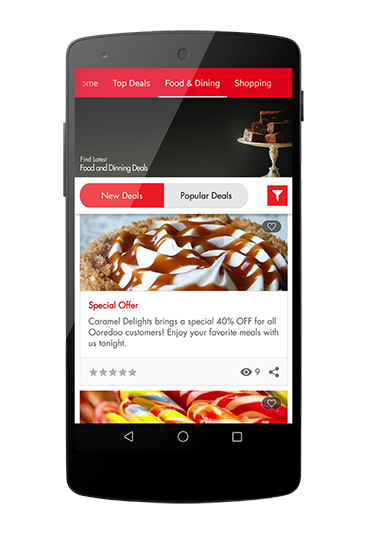 ome Top Deals Food & Dining Shopping
Find Latest
Food and Dinning Deals
New Deals Popular Deals
Special Offer
Caramel Delights brings a special 40% OFF for all
Ooredoo customers! Enjoy your favorite meals with
us tonight.
9